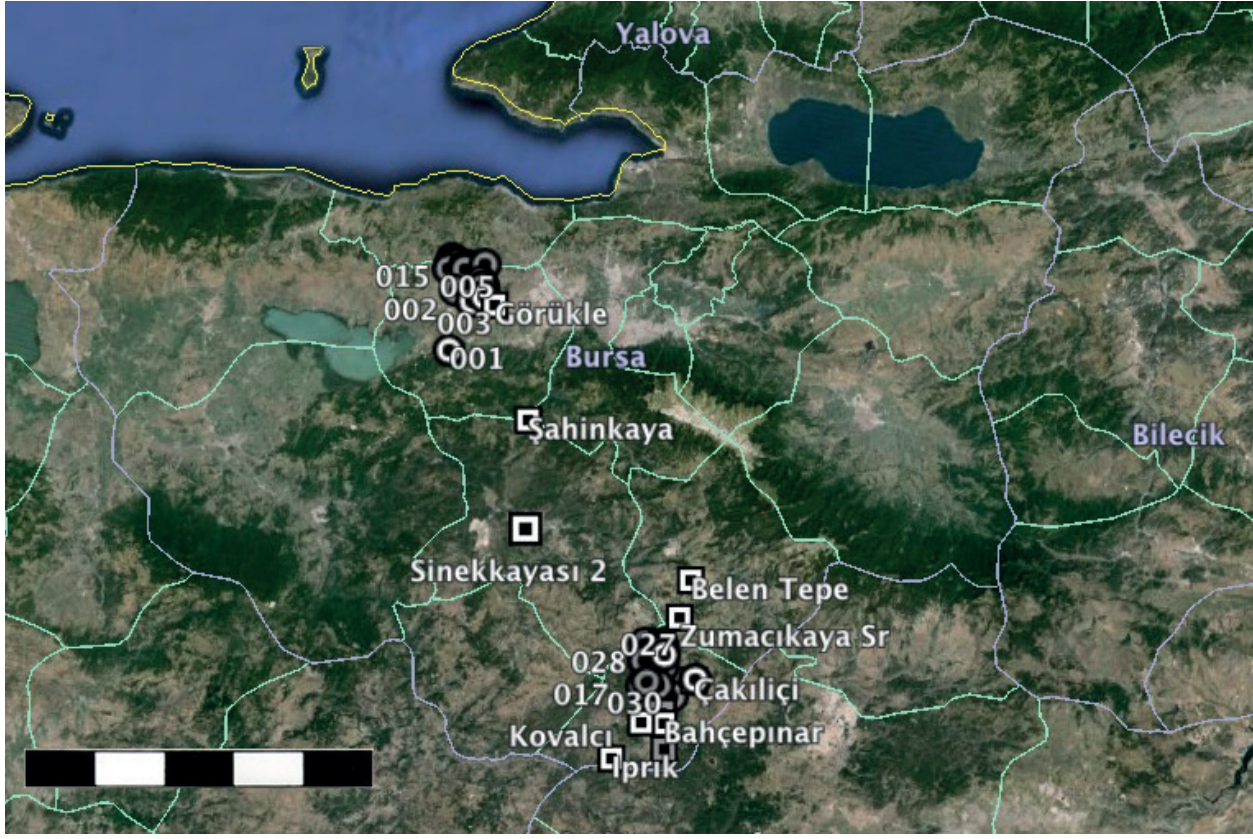 Yalova
015
005
002
003
Görükle
001
Bursa
Şahinkaya
Bilecik
Sinekkayası 2
Belen Tepe
027
Zumacıkaya Sr
028
017
030
Çakıliçi
Kovalcı
Bahçepınar
Iprik